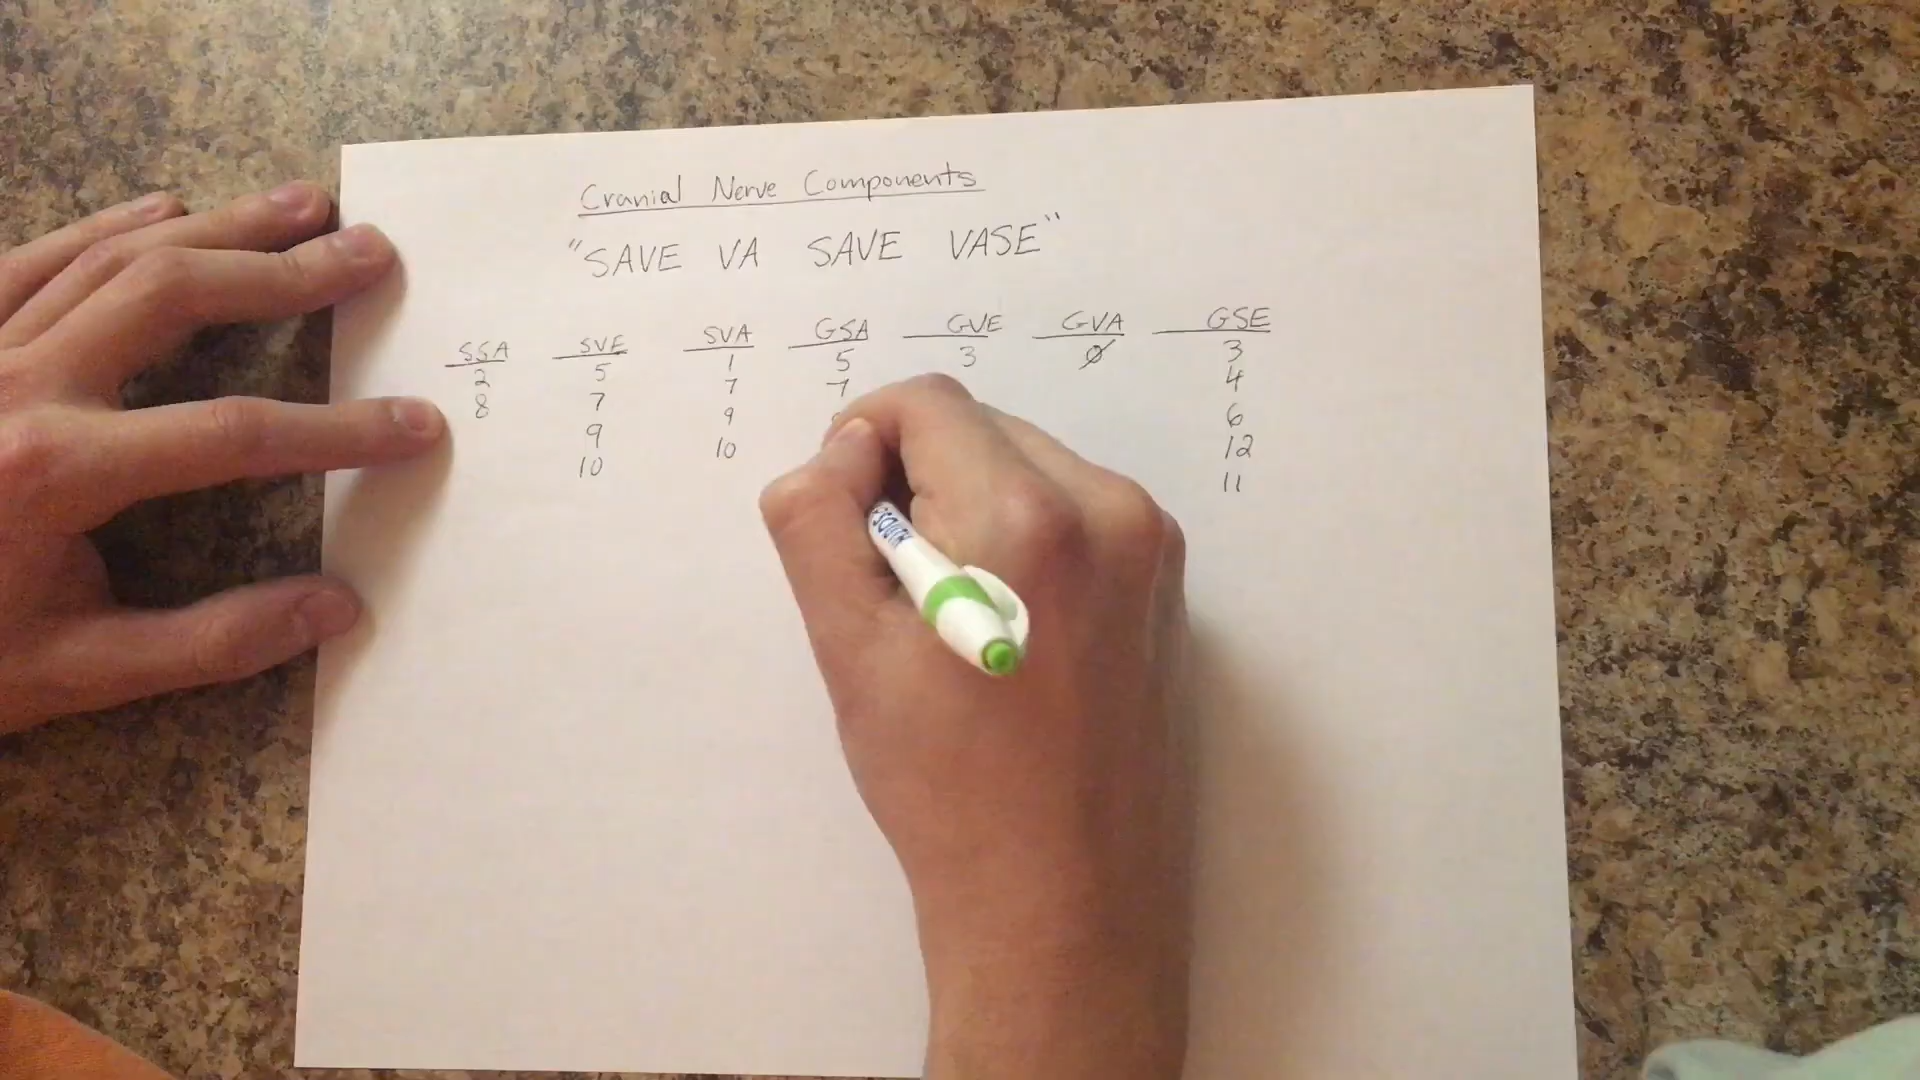 Cranial Nerve Components
"SAVE VA SAVE VASE"
SSA SVE SVA GSA GVE GVA GSE
2 5 1 5 3 Ø 3
8 7 7 7 4
9 9 6
10 10 12
11